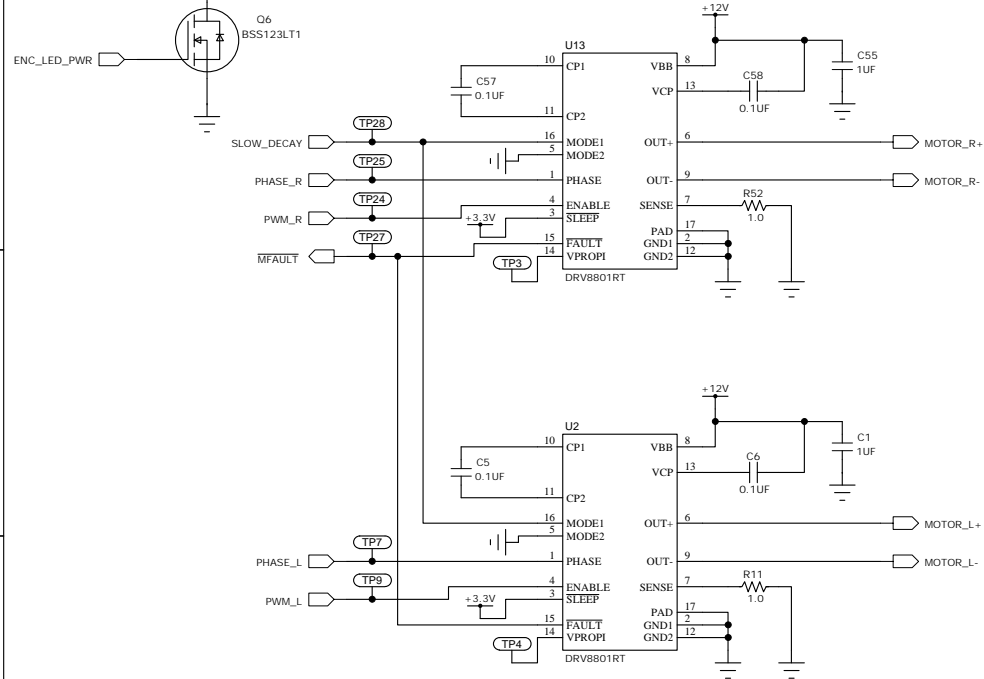 Q6
BSS123LT1
ENC_LED_PWR
+12V
U13
C55
1UF
10 CP1 VBB 8
C57
0.1UF
C58
VCP 13
0.1UF
11 CP2
TP28
SLOW_DECAY 16 MODE1 OUT+ 6 MOTOR_R+
5 MODE2
TP25
PHASE_R 1 PHASE OUT- 9 MOTOR_R-
TP24
R52
4 ENABLE SENSE 7
1.0
PWM_R +3.3V 3 SLEEP
PAD 17
TP27
15 FAULT GND1 2
MFAULT 14 VPROPI GND2 12
TP3
DRV8801RT
+12V
U2
C1
1UF
10 CP1 VBB 8
C5
0.1UF
C6
VCP 13
0.1UF
11 CP2
16 MODE1 OUT+ 6 MOTOR_L+
5 MODE2
TP7
PHASE_L 1 PHASE OUT- 9 MOTOR_L-
TP9
R11
4 ENABLE SENSE 7
1.0
PWM_L +3.3V 3 SLEEP
PAD 17
15 FAULT GND1 2
14 VPROPI GND2 12
TP4
DRV8801RT